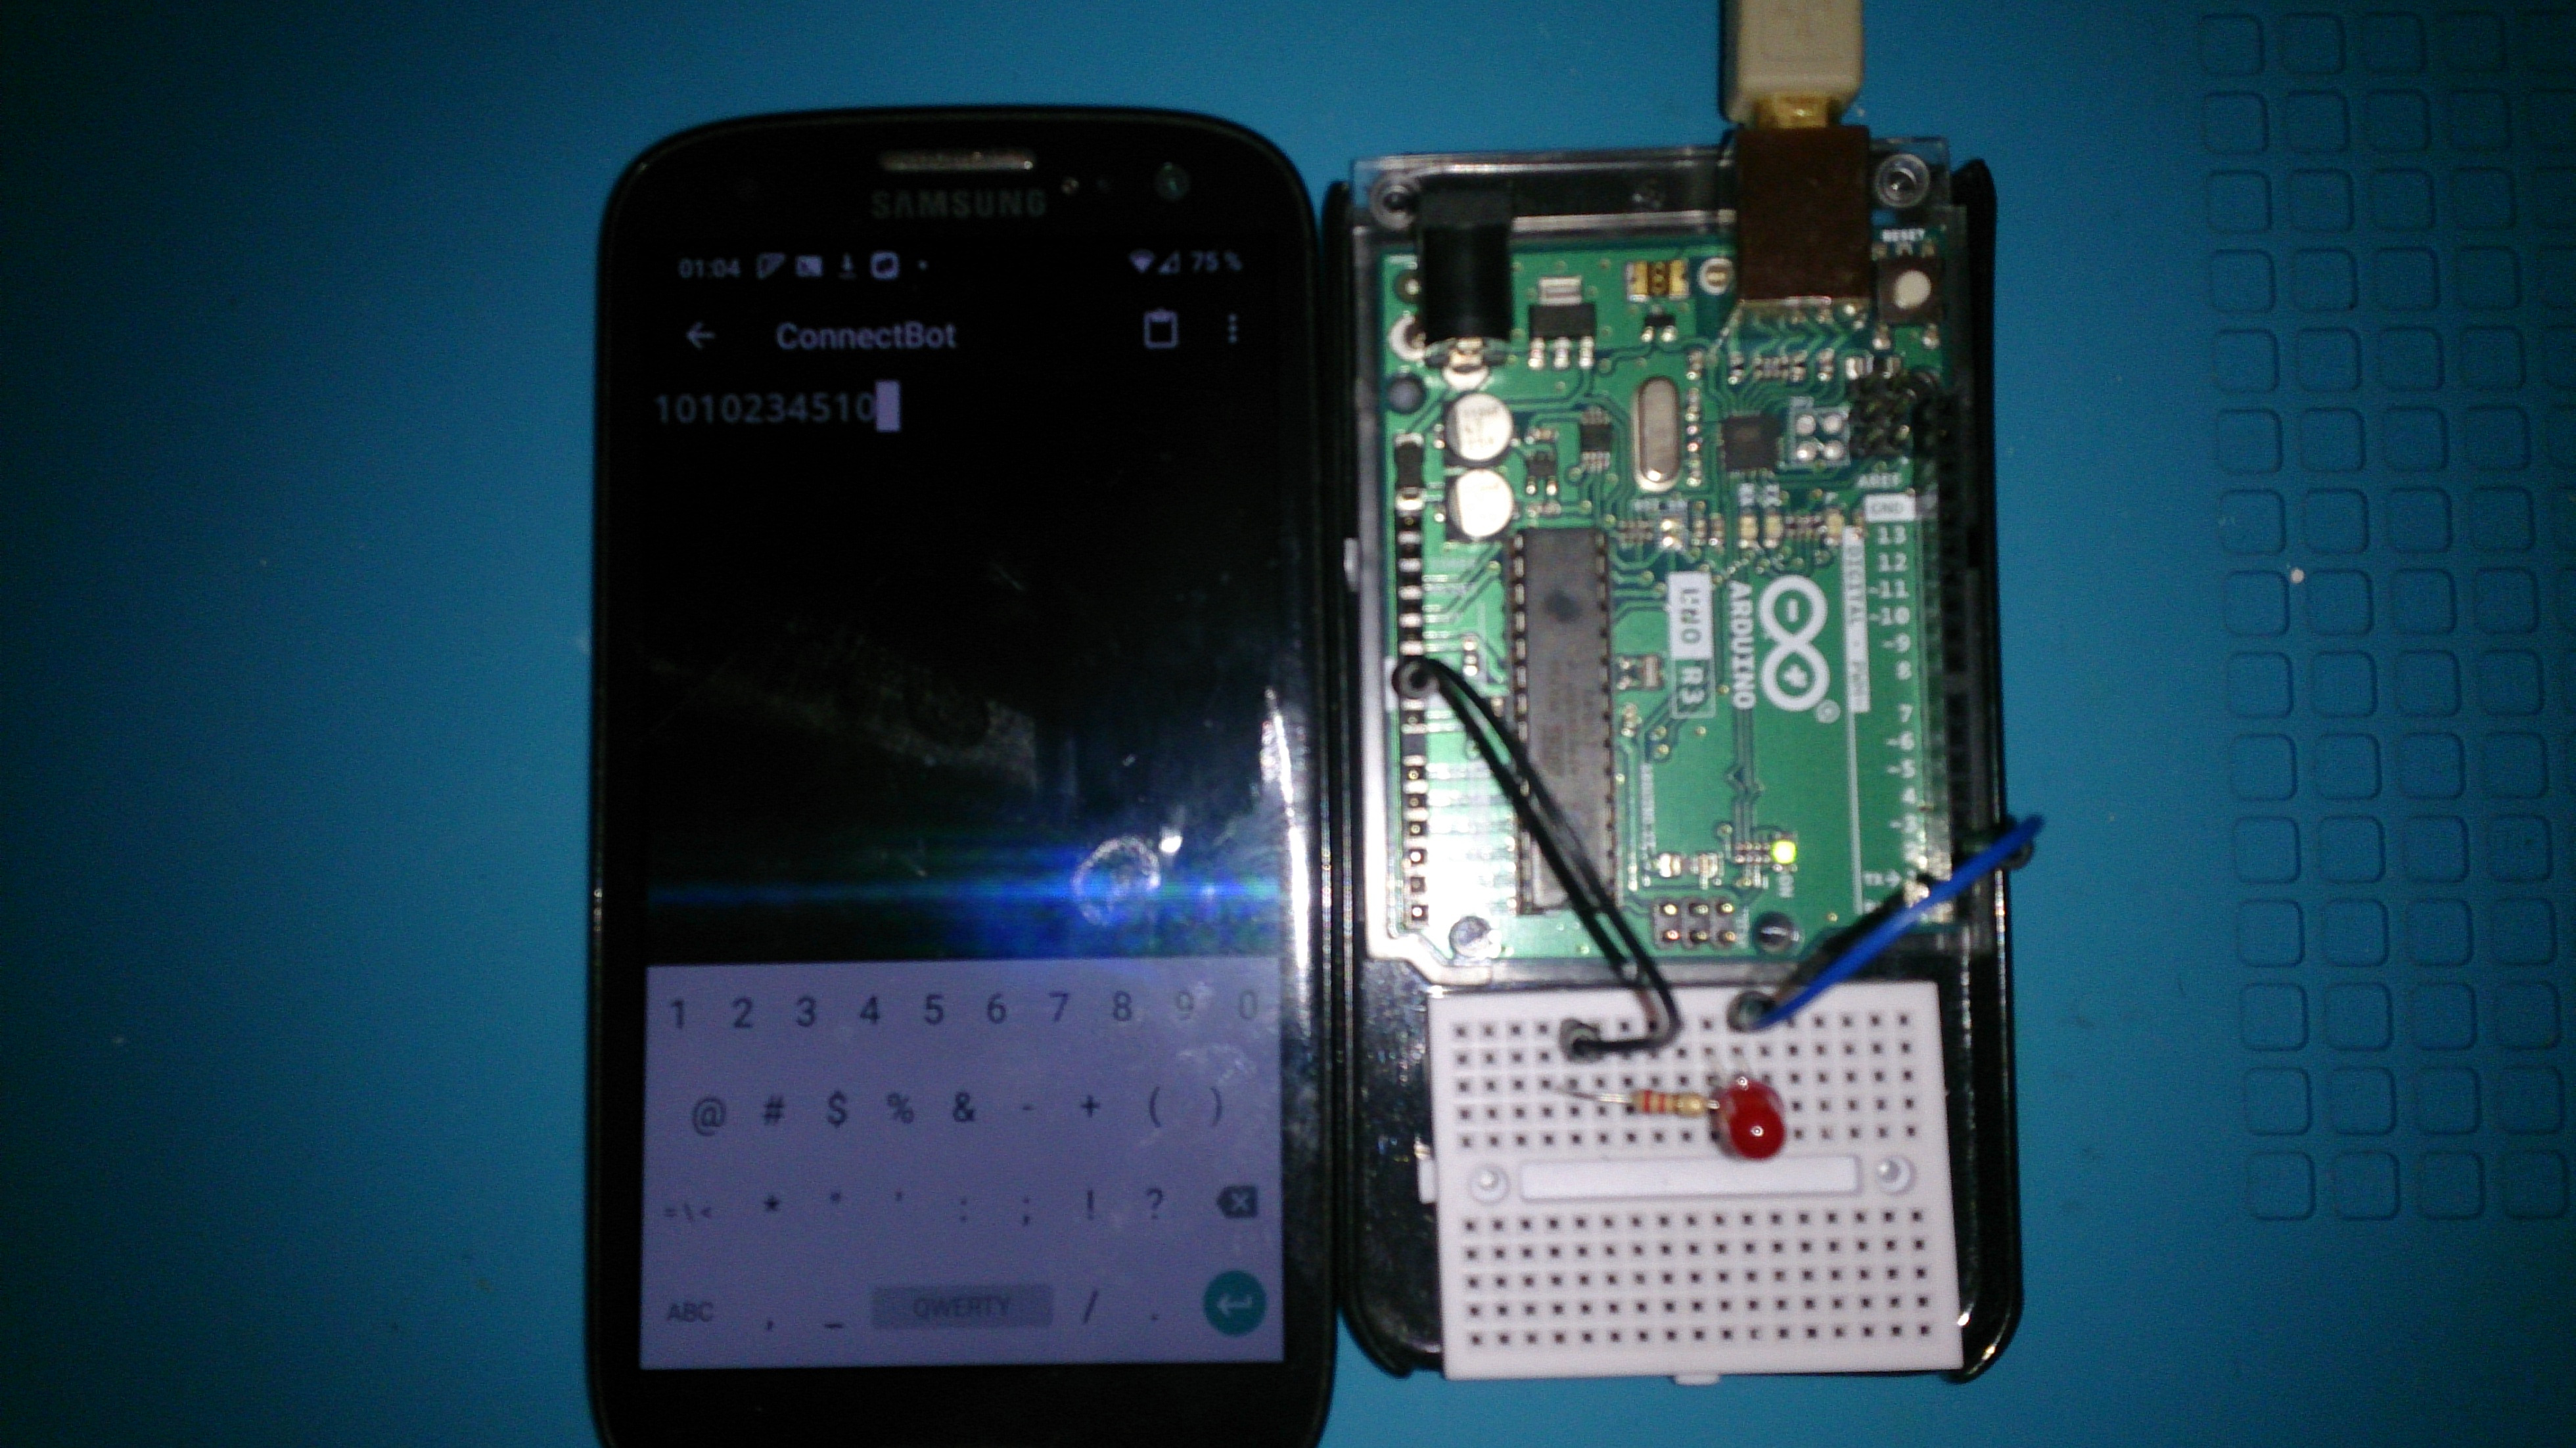 SAMSUNG
01:04
75 %
ConnectBot
1010234510
1 2 3 4 5 6 7 8 9 0
@ # $ % & - + ( )
=\< * " ' : ; ! ?
ABC , _ QWERTY / .
RESET
AREF
GND
13
12
~11
~10
~9
8
7
~6
~5
4
~3
TX→
DIGITAL
UNO
R3
ARDUINO
ON